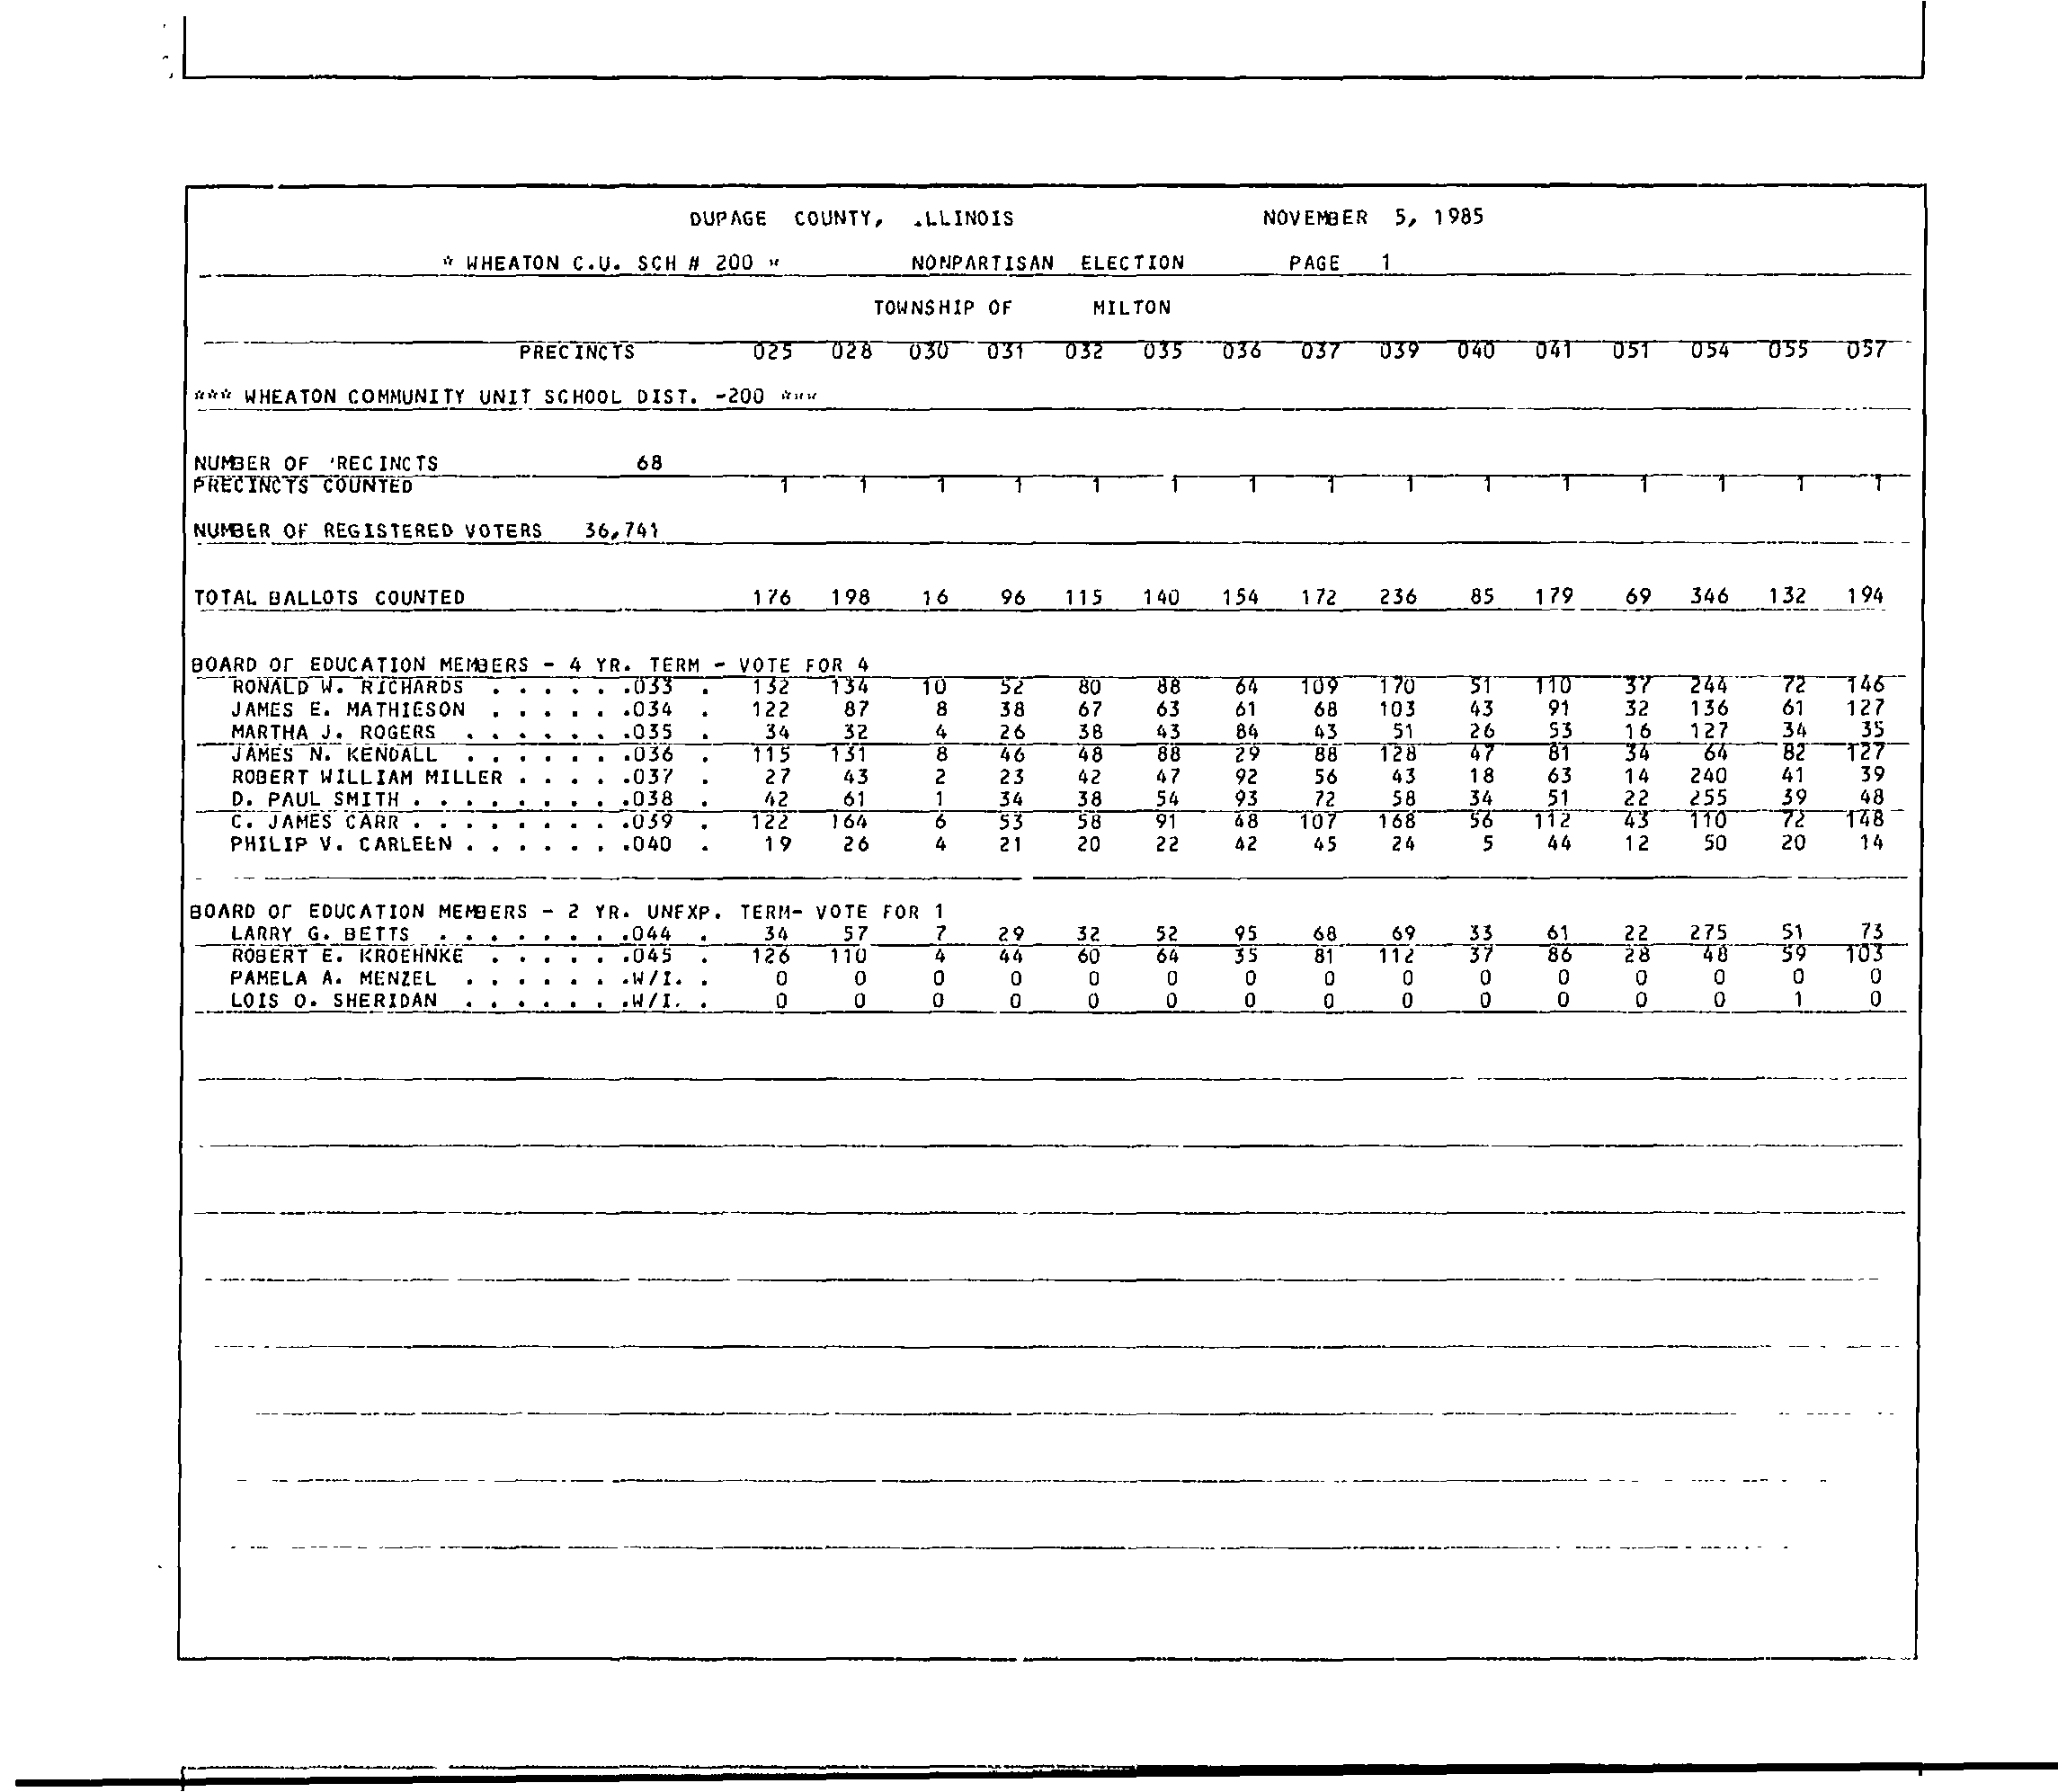 DUPAGE COUNTY, .LLINOIS NOVEMBER 5, 1985
* WHEATON C.U. SCH # 200 * NONPARTISAN ELECTION PAGE 1
TOWNSHIP OF MILTON
PRECINCTS 025 028 030 031 032 035 036 037 039 040 041 051 054 055 057
*** WHEATON COMMUNITY UNIT SCHOOL DIST. -200 ***
NUMBER OF 'RECINCTS 68
PRECINCTS COUNTED 1 1 1 1 1 1 1 1 1 1 1 1 1 1 1
NUMBER OF REGISTERED VOTERS 36,741
TOTAL BALLOTS COUNTED 176 198 16 96 115 140 154 172 236 85 179 69 346 132 194
BOARD OF EDUCATION MEMBERS - 4 YR. TERM - VOTE FOR 4
RONALD W. RICHARDS . . . . . .033 . 132 134 10 52 80 88 64 109 170 51 110 37 244 72 146
JAMES E. MATHIESON . . . . . .034 . 122 87 8 38 67 63 61 68 103 43 91 32 136 61 127
MARTHA J. ROGERS . . . . . . .035 . 34 32 4 26 38 43 84 43 51 26 53 16 127 34 35
JAMES N. KENDALL . . . . . . .036 . 115 131 8 46 48 88 29 88 128 47 81 34 64 82 127
ROBERT WILLIAM MILLER . . . . .037 . 27 43 2 23 42 47 92 56 43 18 63 14 240 41 39
D. PAUL SMITH . . . . . . . . .038 . 42 61 1 34 38 54 93 72 58 34 51 22 255 39 48
C. JAMES CARR . . . . . . . . .039 . 122 164 6 53 58 91 48 107 168 56 112 43 110 72 148
PHILIP V. CARLEEN . . . . . . .040 . 19 26 4 21 20 22 42 45 24 5 44 12 50 20 14
BOARD OF EDUCATION MEMBERS - 2 YR. UNEXP. TERM- VOTE FOR 1
LARRY G. BETTS . . . . . . . .044 . 34 57 7 29 32 52 95 68 69 33 61 22 275 51 73
ROBERT E. KROEHNKE . . . . . .045 . 126 110 4 44 60 64 35 81 112 37 86 28 48 59 103
PAMELA A. MENZEL . . . . . . .W/I. . 0 0 0 0 0 0 0 0 0 0 0 0 0 0 0
LOIS O. SHERIDAN . . . . . . .W/I. . 0 0 0 0 0 0 0 0 0 0 0 0 0 1 0